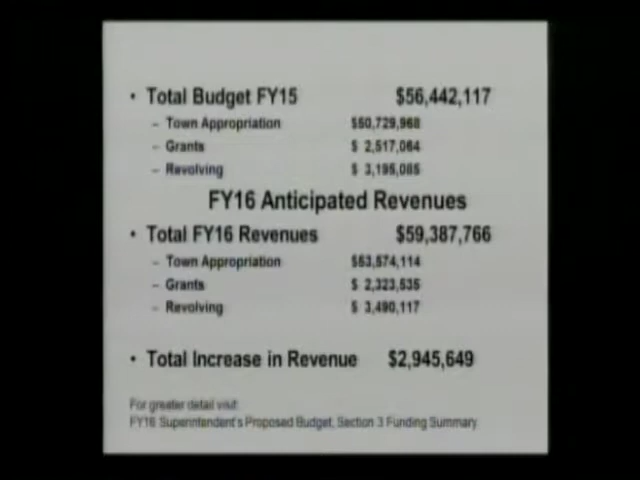 • Total Budget FY15 $56,442,117
– Town Appropriation $50,729,968
– Grants $ 2,517,064
– Revolving $ 3,195,085
FY16 Anticipated Revenues
• Total FY16 Revenues $59,387,766
– Town Appropriation $53,574,114
– Grants $ 2,323,535
– Revolving $ 3,490,117
• Total Increase in Revenue $2,945,649
For greater detail visit:
FY16 Superintendent's Proposed Budget, Section 3 Funding Summary